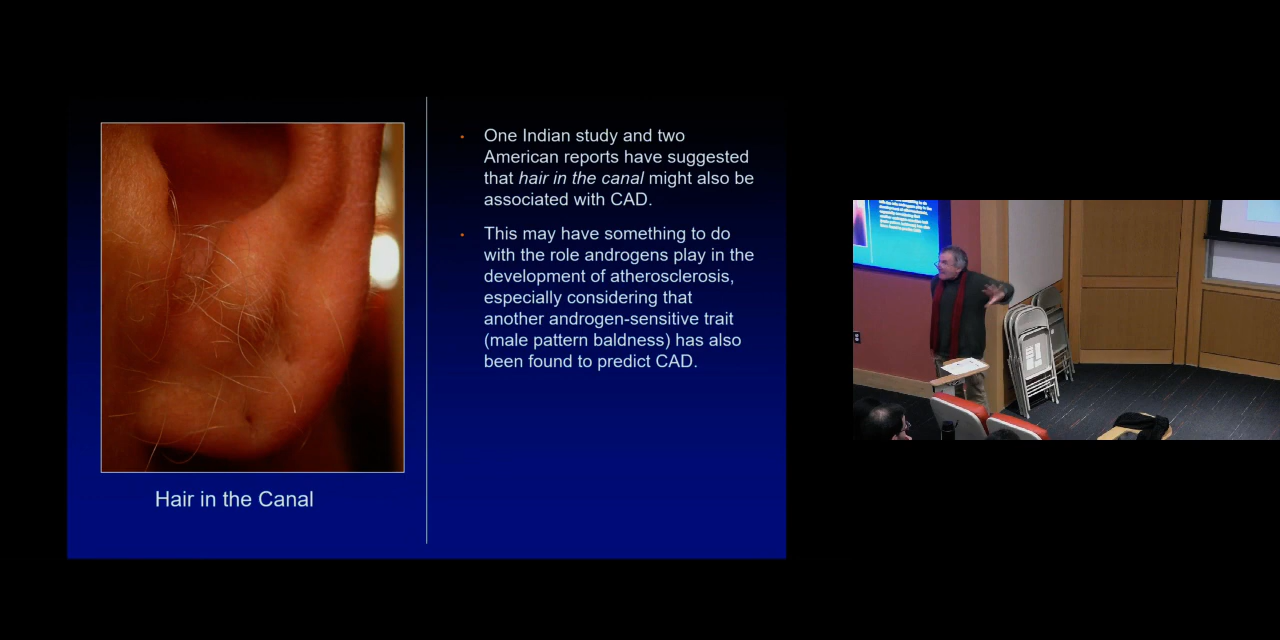 • One Indian study and two
American reports have suggested
that hair in the canal might also be
associated with CAD.
• This may have something to do
with the role androgens play in the
development of atherosclerosis,
especially considering that
another androgen-sensitive trait
(male pattern baldness) has also
been found to predict CAD.
Hair in the Canal